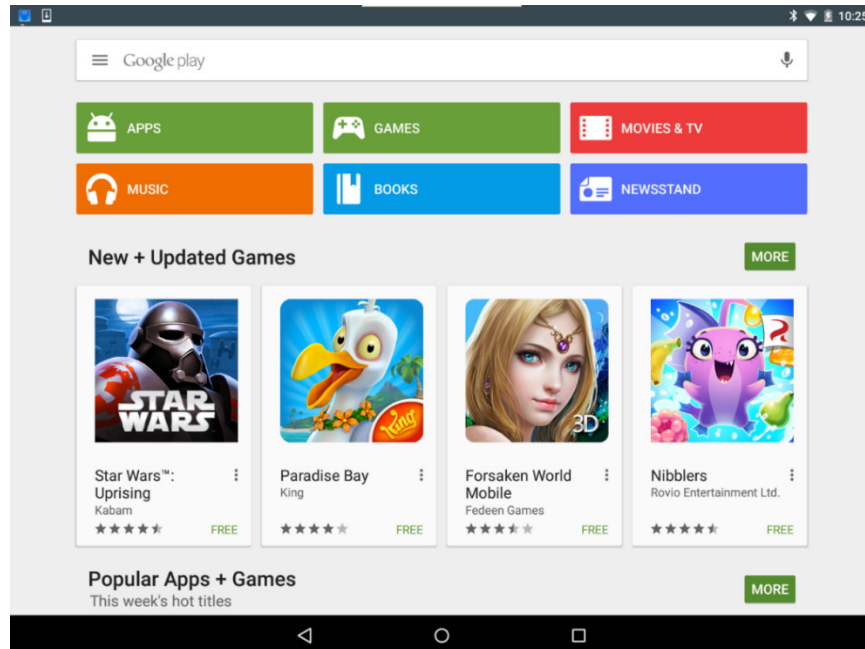 10:25
Google play
APPS
GAMES
MOVIES & TV
MUSIC
BOOKS
NEWSSTAND
New + Updated Games
MORE
STAR
WARS
King
3D
Star Wars™:
Uprising
Kabam
FREE
Paradise Bay
King
FREE
Forsaken World
Mobile
Fedeen Games
FREE
Nibblers
Rovio Entertainment Ltd.
FREE
Popular Apps + Games
MORE
This week's hot titles